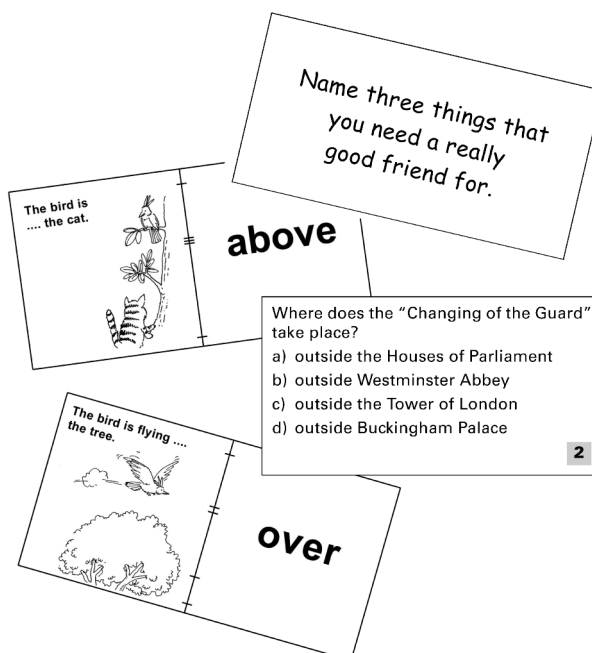 Name three things that
you need a really
good friend for.
The bird is
.... the cat.
above
Where does the “Changing of the Guard”
take place?
a) outside the Houses of Parliament
b) outside Westminster Abbey
c) outside the Tower of London
d) outside Buckingham Palace
2
The bird is flying ....
the tree.
over